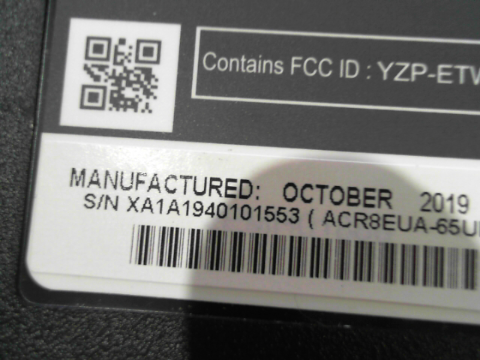 Contains FCC ID : YZP-ETW
MANUFACTURED: OCTOBER 2019
S/N XA1A1940101553 ( ACR8EUA-65U